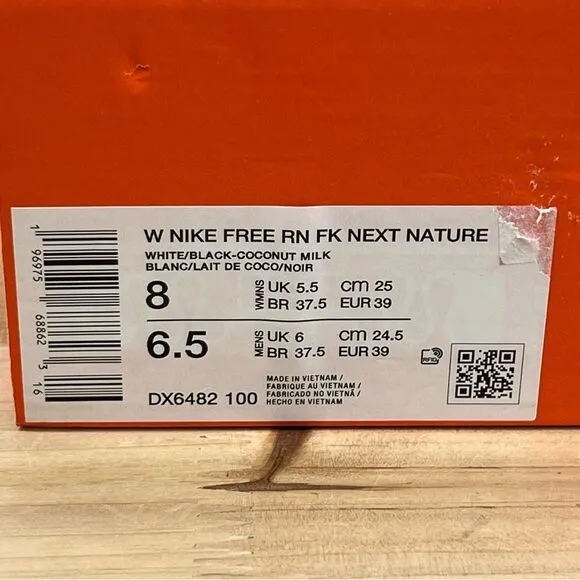 W NIKE FREE RN FK NEXT NATURE
WHITE/BLACK-COCONUT MILK
BLANC/LAIT DE COCO/NOIR
8 WMNS UK 5.5 cm 25
BR 37.5 EUR 39
6.5 MENS UK 6 cm 24.5
BR 37.5 EUR 39
RFID
DX6482 100
MADE IN VIETNAM /
FABRIQUE AU VIETNAM /
FABRICADO NO VIETNÃ /
HECHO EN VIETNAM
1 96975 68862 3 16